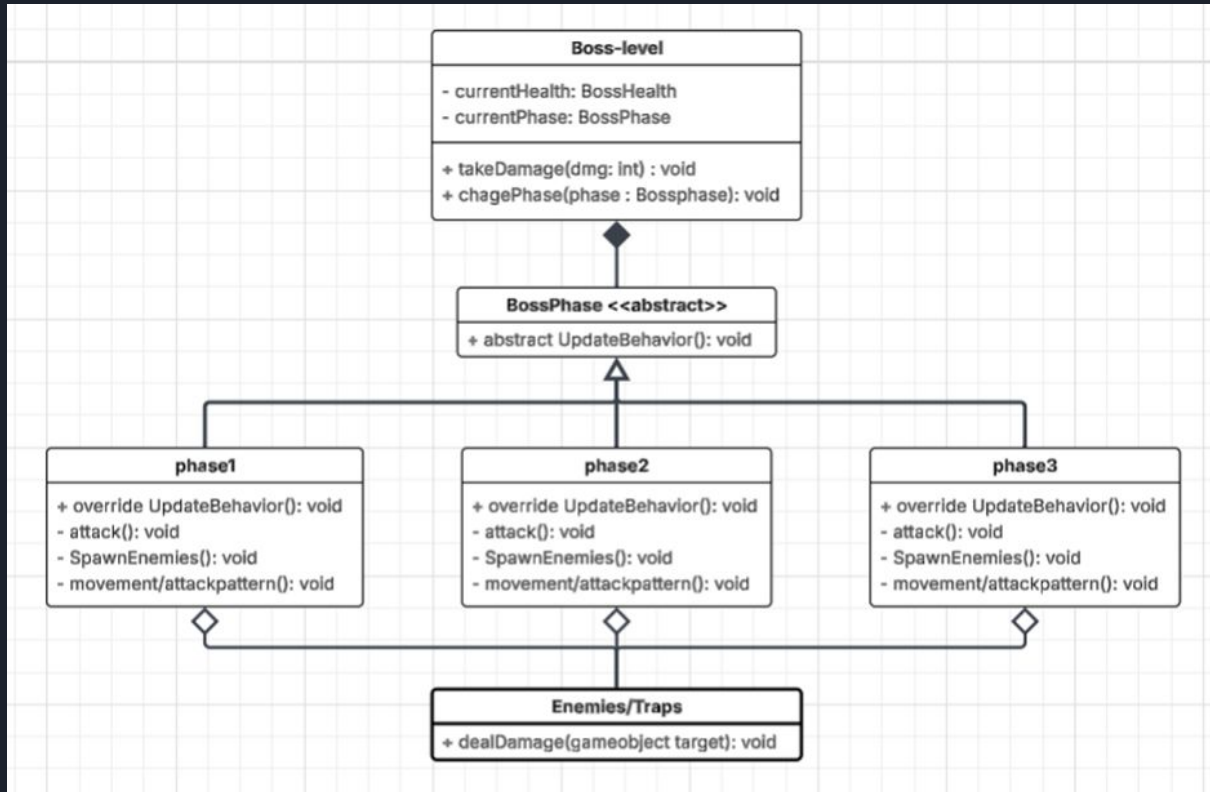 Boss-level
- currentHealth: BossHealth
- currentPhase: BossPhase
+ takeDamage(dmg: int) : void
+ chagePhase(phase : Bossphase): void
BossPhase <<abstract>>
+ abstract UpdateBehavior(): void
phase1
+ override UpdateBehavior(): void
- attack(): void
- SpawnEnemies(): void
- movement/attackpattern(): void
phase2
+ override UpdateBehavior(): void
- attack(): void
- SpawnEnemies(): void
- movement/attackpattern(): void
phase3
+ override UpdateBehavior(): void
- attack(): void
- SpawnEnemies(): void
- movement/attackpattern(): void
Enemies/Traps
+ dealDamage(gameobject target): void